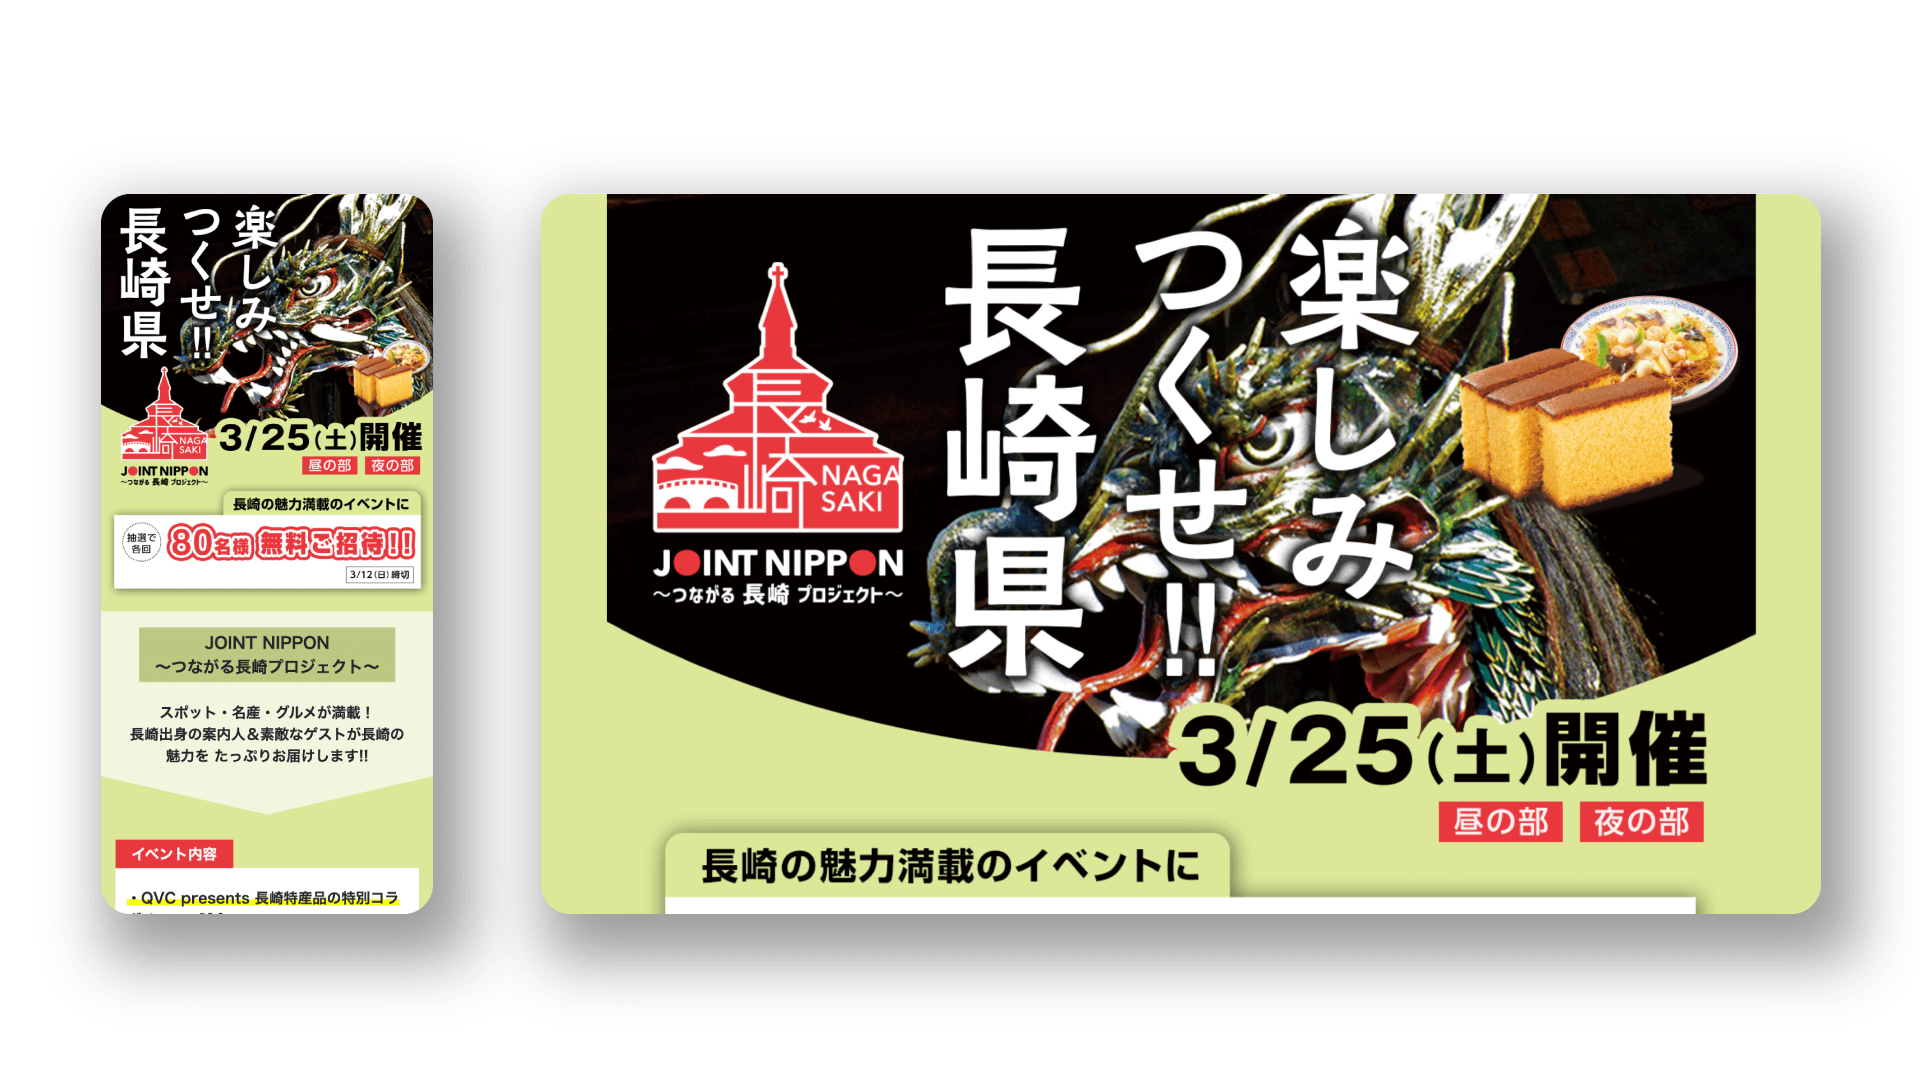 楽しみ
つくせ!!
長崎県
長崎
NAGA
SAKI
JOINT NIPPON
〜つながる 長崎 プロジェクト〜
3/25(土)開催
昼の部 夜の部
長崎の魅力満載のイベントに
抽選で
各回
80名様 無料ご招待!!
3/12(日)締切
JOINT NIPPON
〜つながる長崎プロジェクト〜
スポット・名産・グルメが満載！
長崎出身の案内人＆素敵なゲストが長崎の
魅力を たっぷりお届けします!!
イベント内容
・QVC presents 長崎特産品の特別コラ
楽しみ
つくせ!!
長崎県
長崎
NAGA
SAKI
JOINT NIPPON
〜つながる 長崎 プロジェクト〜
3/25(土)開催
昼の部 夜の部
長崎の魅力満載のイベントに